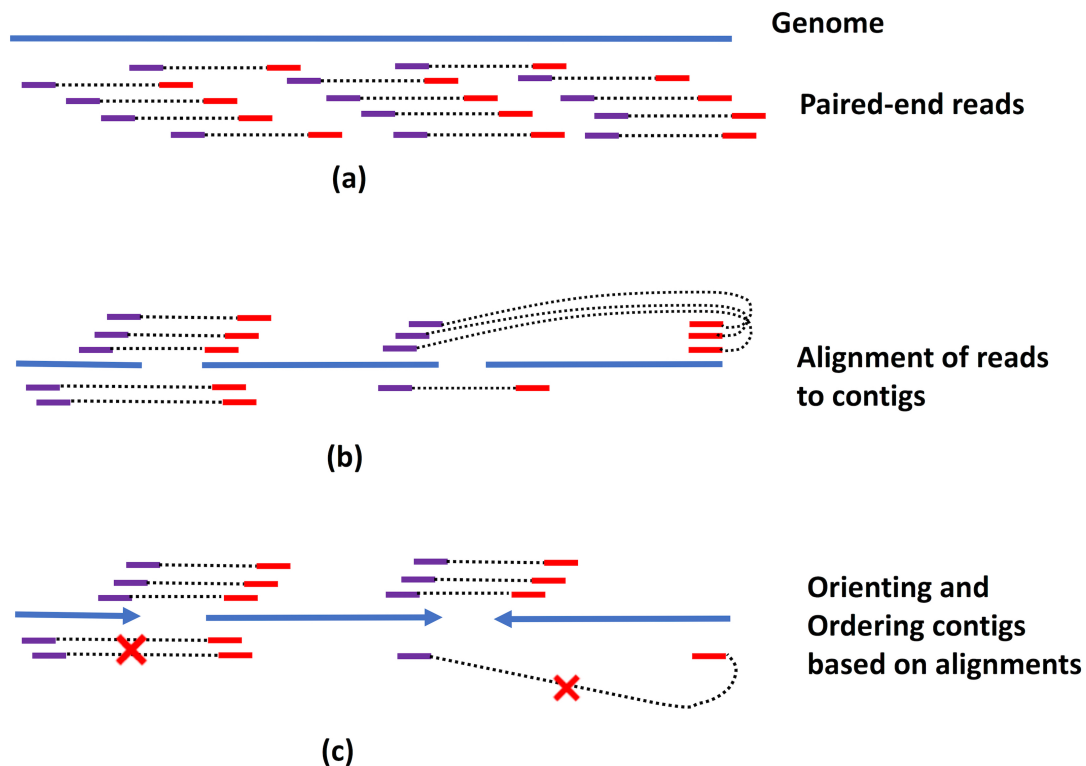 Genome
Paired-end reads
(a)
Alignment of reads
to contigs
(b)
Orienting and
Ordering contigs
based on alignments
(c)